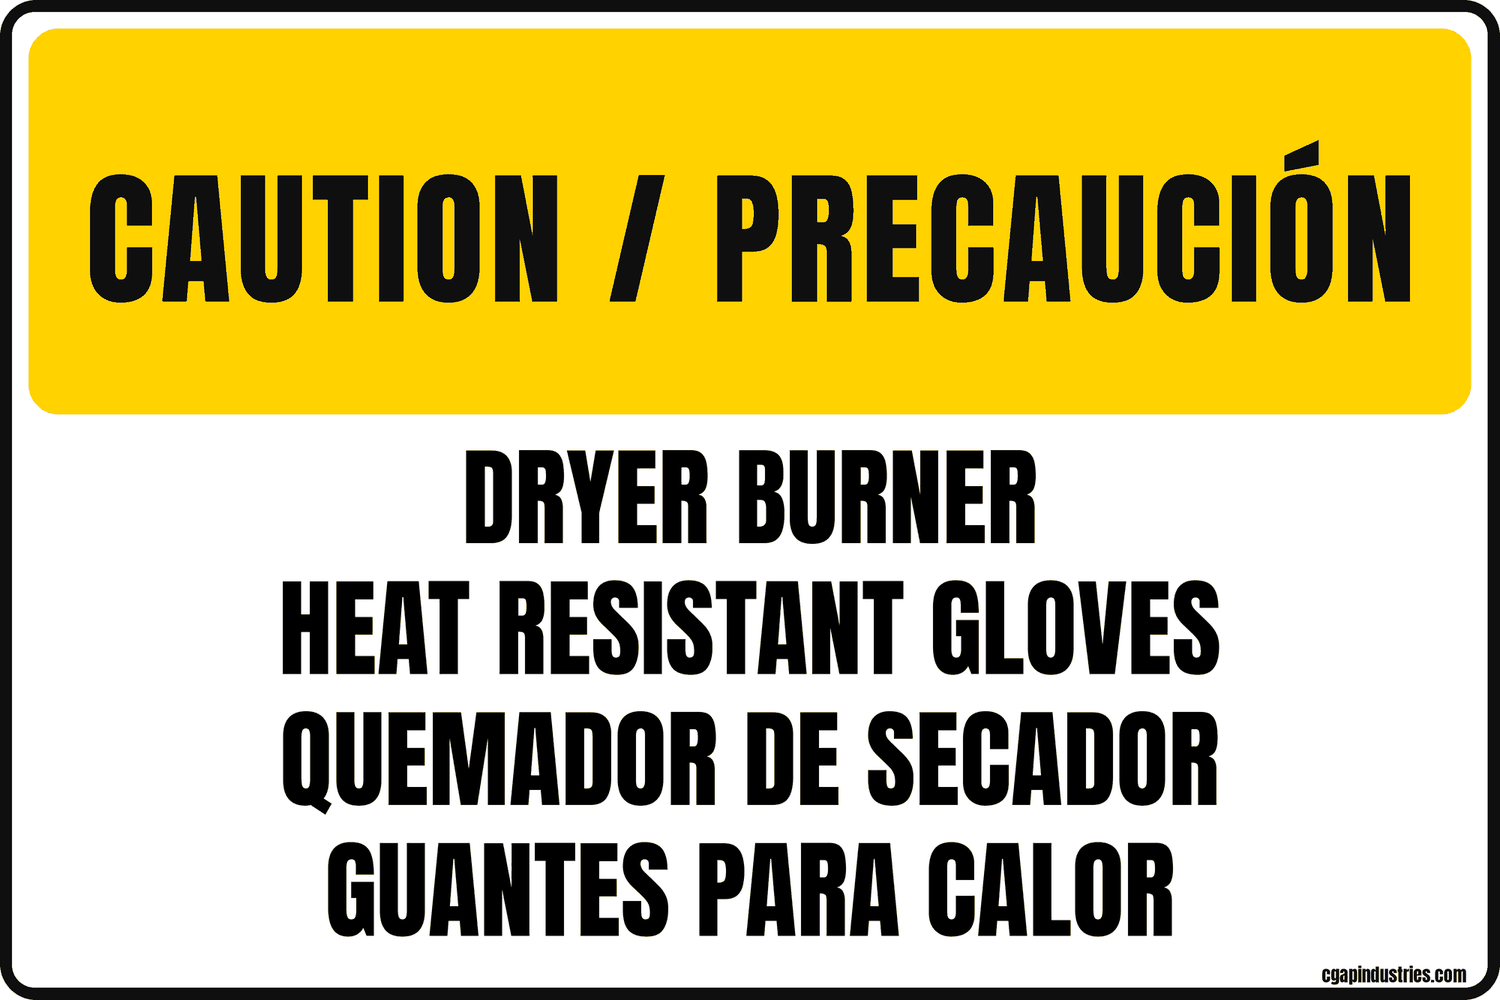 CAUTION / PRECAUCIÓN
DRYER BURNER
HEAT RESISTANT GLOVES
QUEMADOR DE SECADOR
GUANTES PARA CALOR
cgapindustries.com